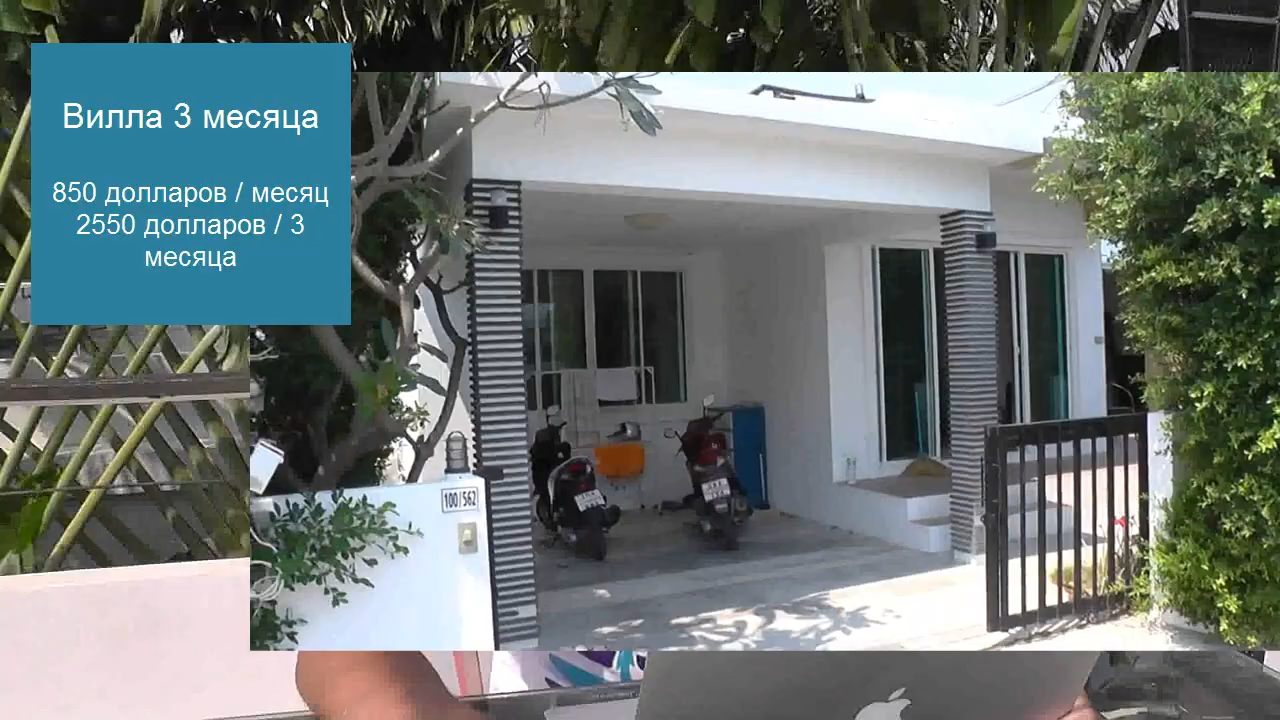 Вилла 3 месяца
850 долларов / месяц
2550 долларов / 3
месяца
100/562